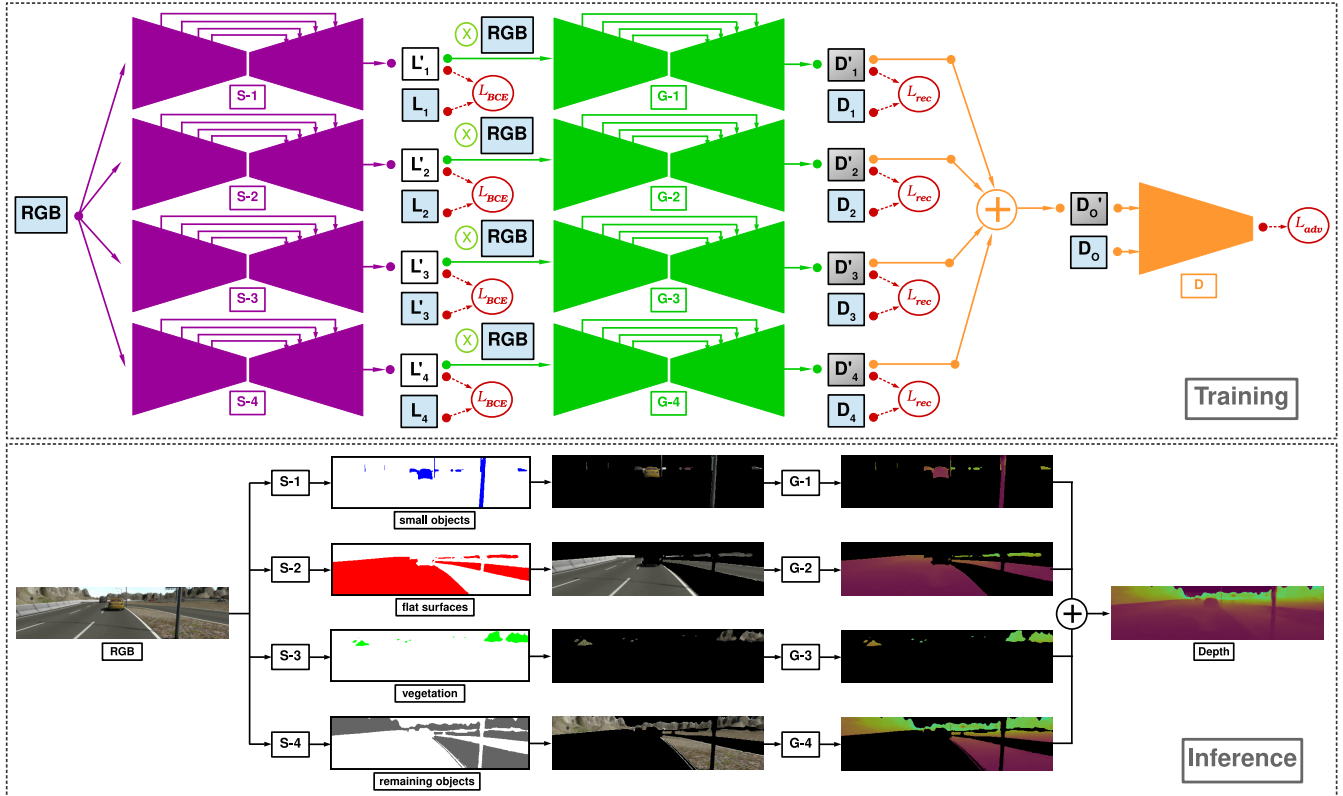 RGB
S-1
L'1
L1
LBCE
X RGB
G-1
D'1
D1
Lrec
S-2
L'2
L2
LBCE
X RGB
G-2
D'2
D2
Lrec
S-3
L'3
L'3
LBCE
X RGB
G-3
D'3
D3
Lrec
S-4
L'4
L4
LBCE
X RGB
G-4
D'4
D4
Lrec
+
DO'
DO
D
Ladv
Training
RGB
S-1
small objects
G-1
S-2
flat surfaces
G-2
S-3
vegetation
G-3
S-4
remaining objects
G-4
+
Depth
Inference